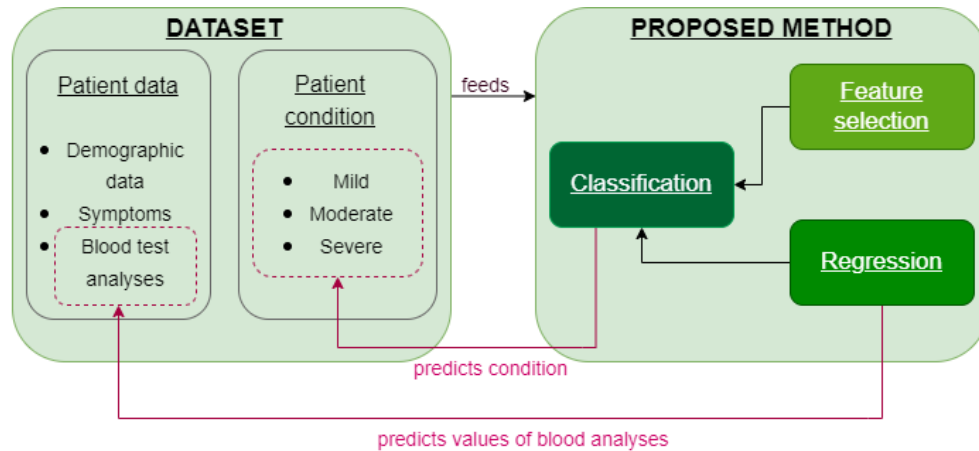 DATASET
Patient data
Demographic
data
Symptoms
Blood test
analyses
Patient
condition
Mild
Moderate
Severe
feeds
PROPOSED METHOD
Feature
selection
Classification
Regression
predicts condition
predicts values of blood analyses